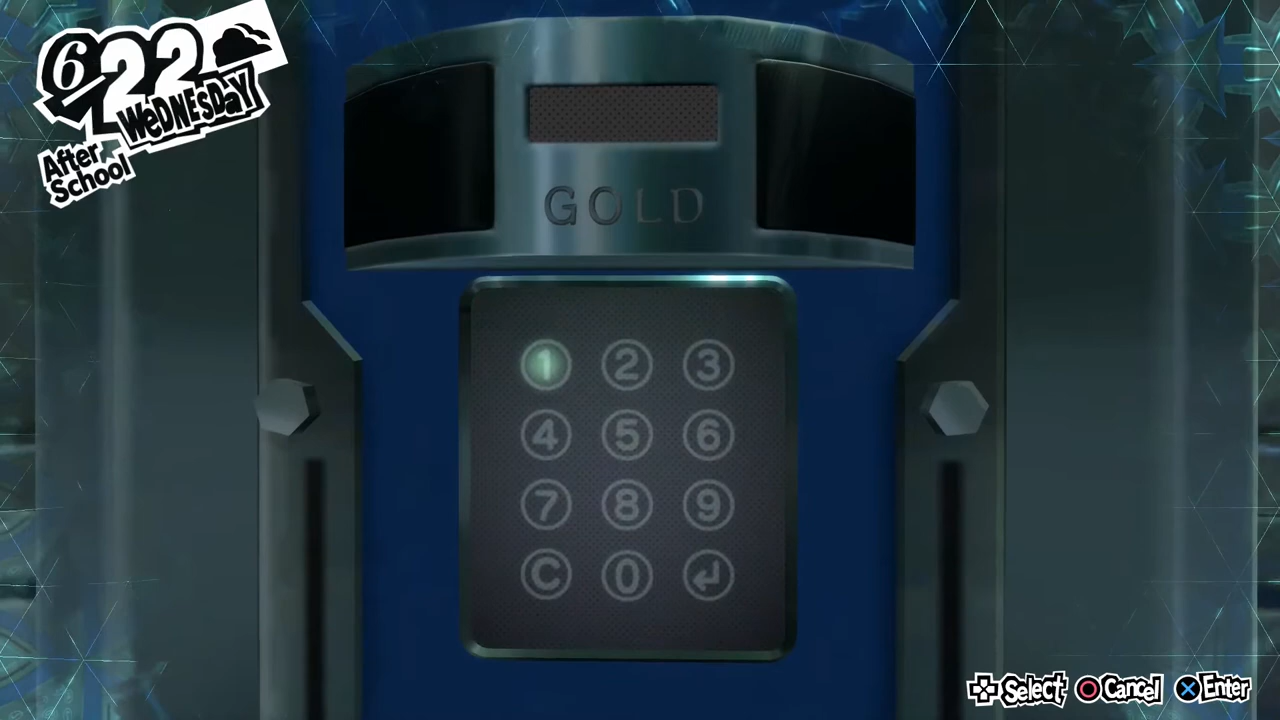 6/22
WeDNESDaY
After
School
GOLD
1 2 3
4 5 6
7 8 9
C 0 ↵
Select Cancel Enter